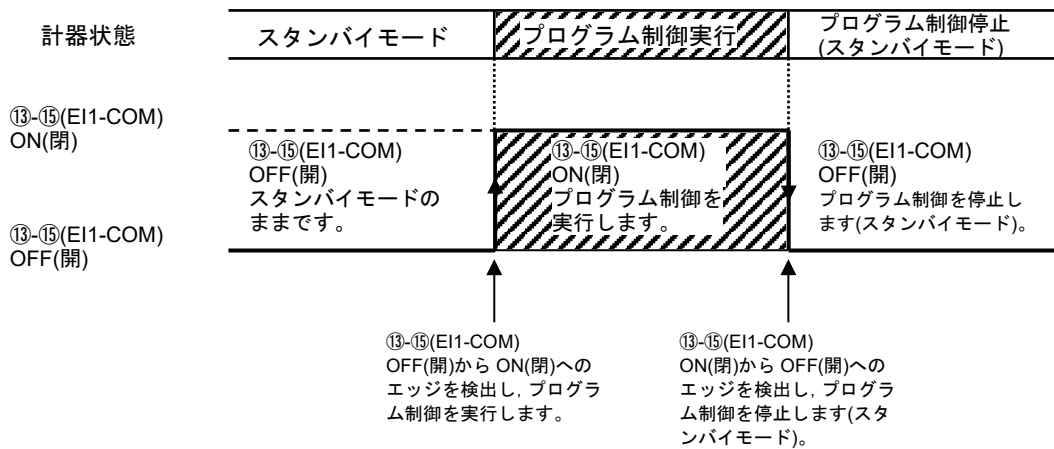 計器状態
スタンバイモード
プログラム制御実行
プログラム制御停止
(スタンバイモード)
⑬-⑮(EI1-COM)
ON(閉)
⑬-⑮(EI1-COM)
OFF(開)
⑬-⑮(EI1-COM)
OFF(開)
スタンバイモードの
ままです。
⑬-⑮(EI1-COM)
ON(閉)
プログラム制御を
実行します。
⑬-⑮(EI1-COM)
OFF(開)
プログラム制御を停止し
ます(スタンバイモード)。
⑬-⑮(EI1-COM)
OFF(開)から ON(閉)への
エッジを検出し, プログラ
ム制御を実行します。
⑬-⑮(EI1-COM)
ON(閉)から OFF(開)への
エッジを検出し, プログラ
ム制御を停止します(スタ
ンバイモード)。